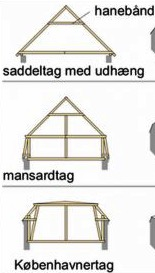 hanebånd
saddeltag med udhæng
mansardtag
Københavnertag